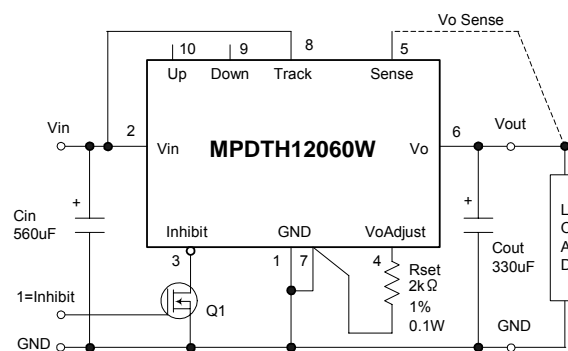 Vo Sense
10 9 8 5
Up Down Track Sense
Vin 2 Vin MPDTH12060W Vo 6 Vout
+ +
Cin
560uF
Inhibit GND VoAdjust
3 1 7 4
Rset
2kΩ
1%
0.1W
Cout
330uF
L
O
A
D
1=Inhibit
Q1
GND GND